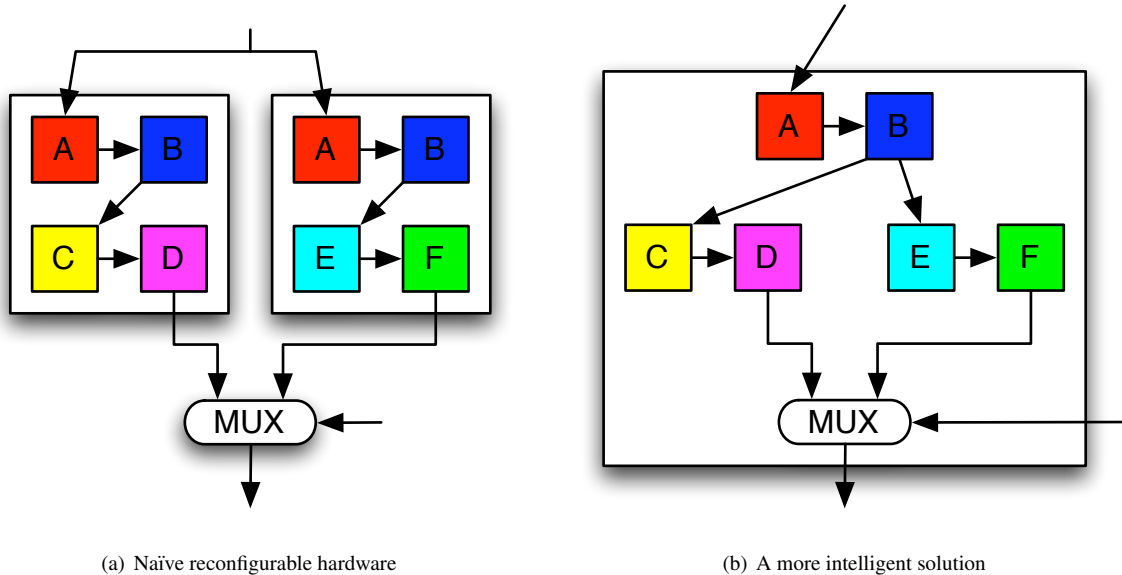 A B
C D
A B
E F
MUX
(a) Naïve reconfigurable hardware
A B
C D E F
MUX
(b) A more intelligent solution